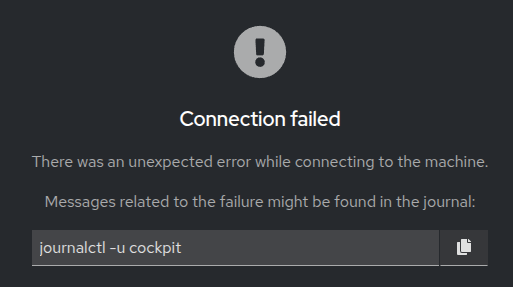 Connection failed
There was an unexpected error while connecting to the machine.
Messages related to the failure might be found in the journal:
journalctl -u cockpit